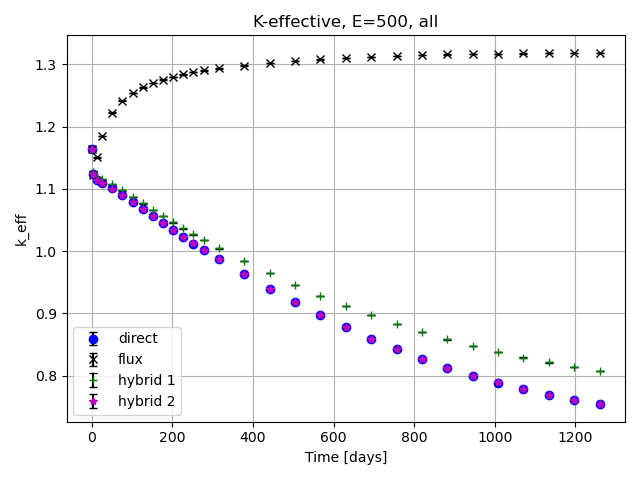 K-effective, E=500, all
k_eff
1.3
1.2
1.1
1.0
0.9
0.8
direct
flux
hybrid 1
hybrid 2
0
200
400
600
800
1000
1200
Time [days]